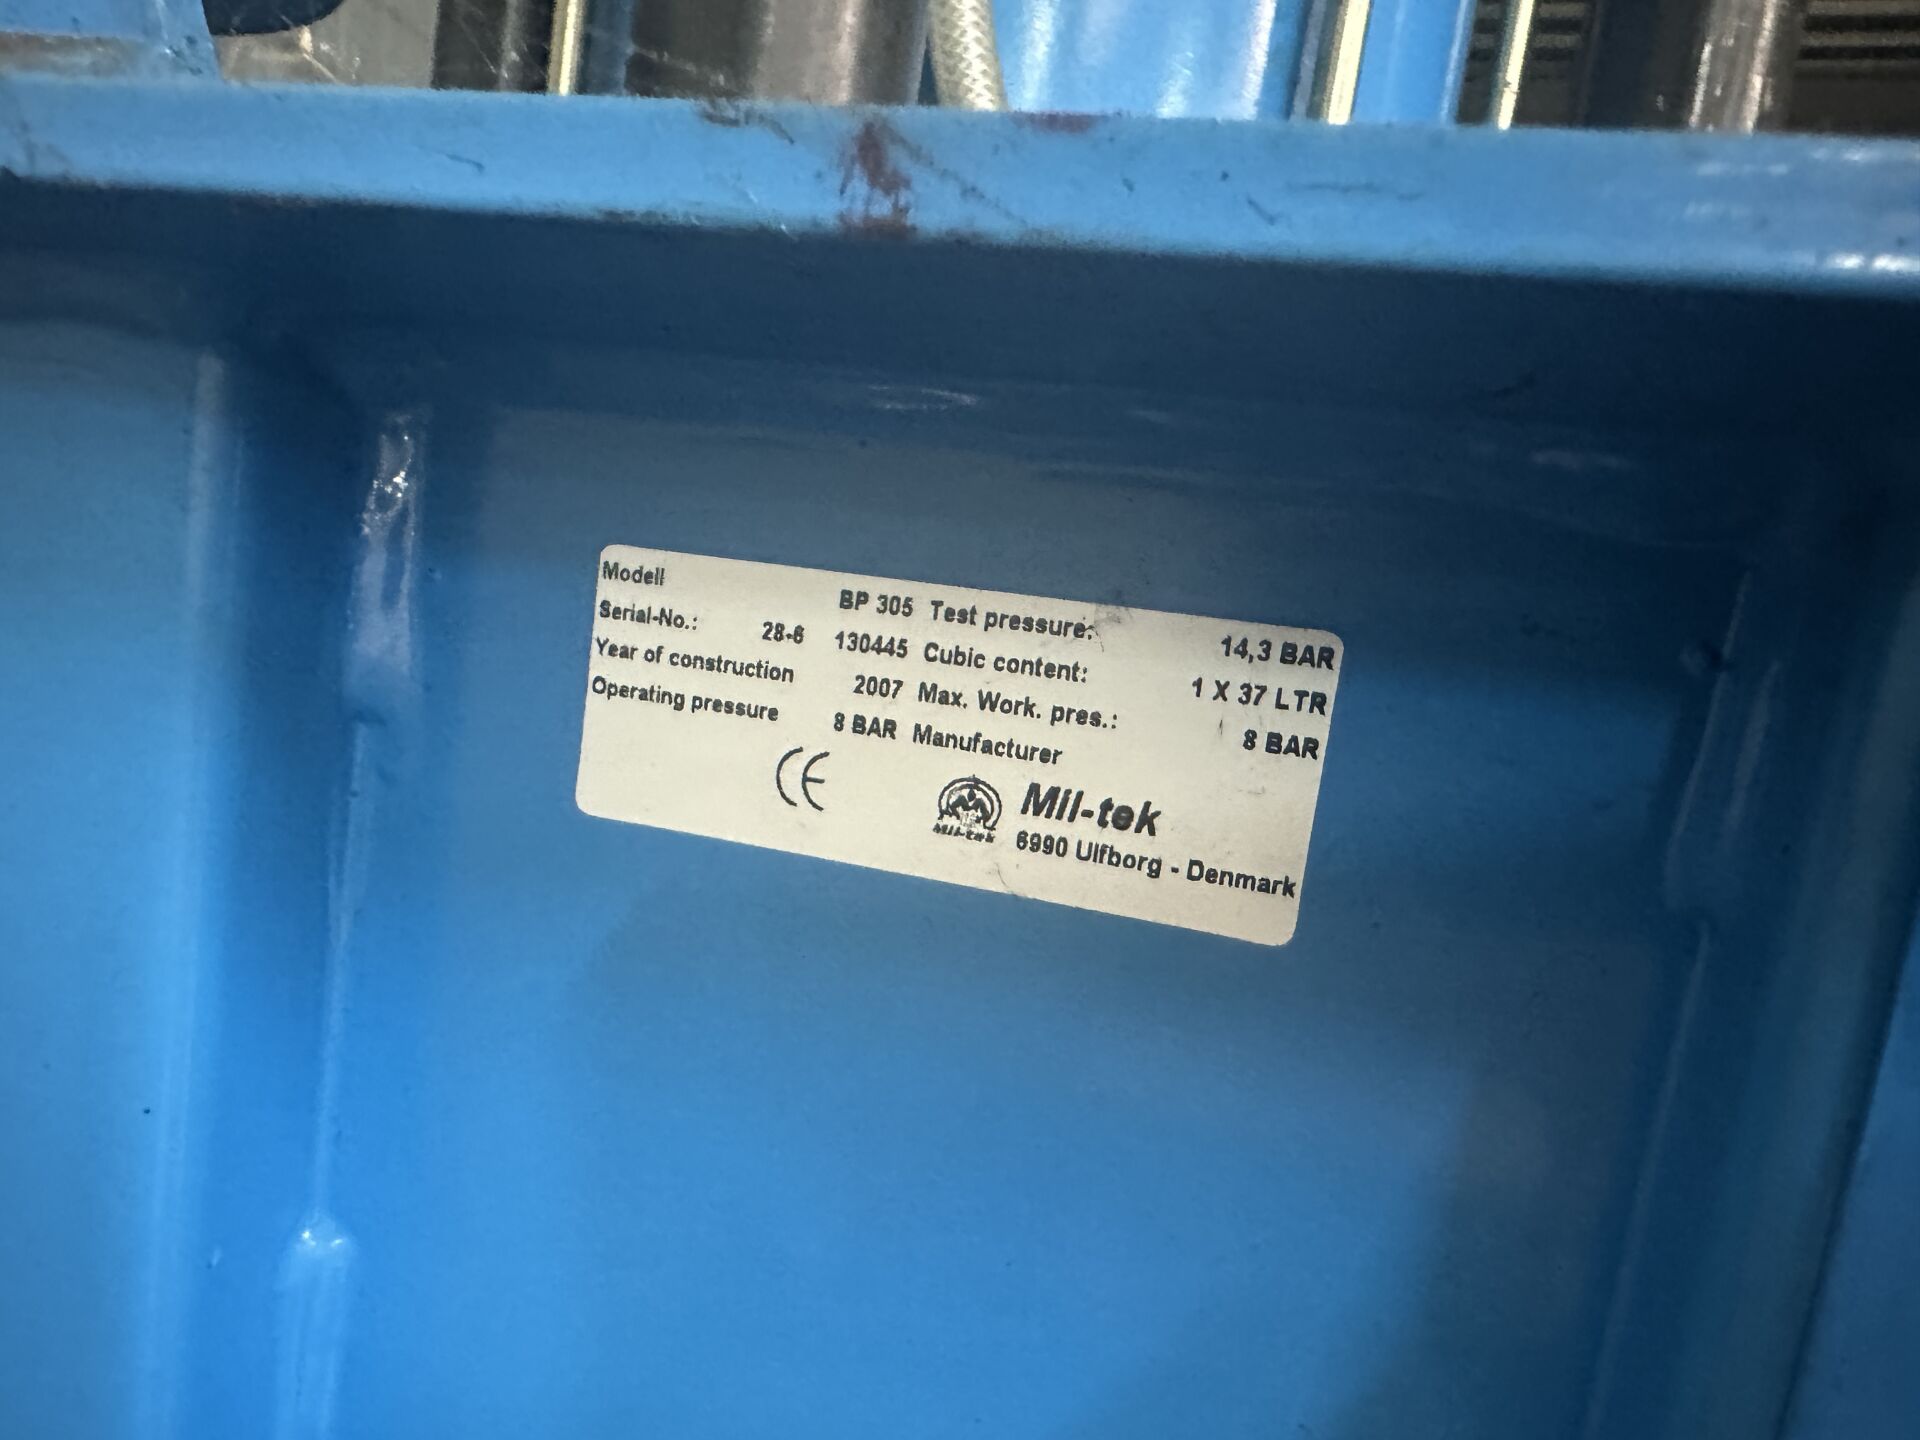 Modell BP 305 Test pressure: 14,3 BAR
Serial-No.: 28-6 130445 Cubic content: 1 X 37 LTR
Year of construction 2007 Max. Work. pres.: 8 BAR
Operating pressure 8 BAR Manufacturer
CE Mil-tek Mil-tek
6990 Ulfborg - Denmark